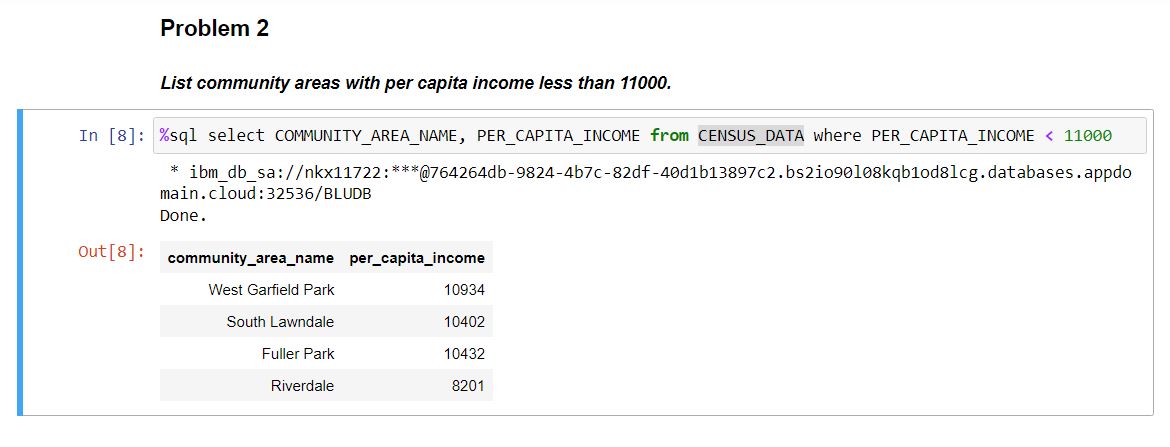 Problem 2
List community areas with per capita income less than 11000.
In [8]: %sql select COMMUNITY_AREA_NAME, PER_CAPITA_INCOME from CENSUS_DATA where PER_CAPITA_INCOME < 11000
* ibm_db_sa://nkx11722:***@764264db-9824-4b7c-82df-40d1b13897c2.bs2io90l08kqb1od8lcg.databases.appdo
main.cloud:32536/BLUDB
Done.
Out[8]: community_area_name per_capita_income
West Garfield Park 10934
South Lawndale 10402
Fuller Park 10432
Riverdale 8201